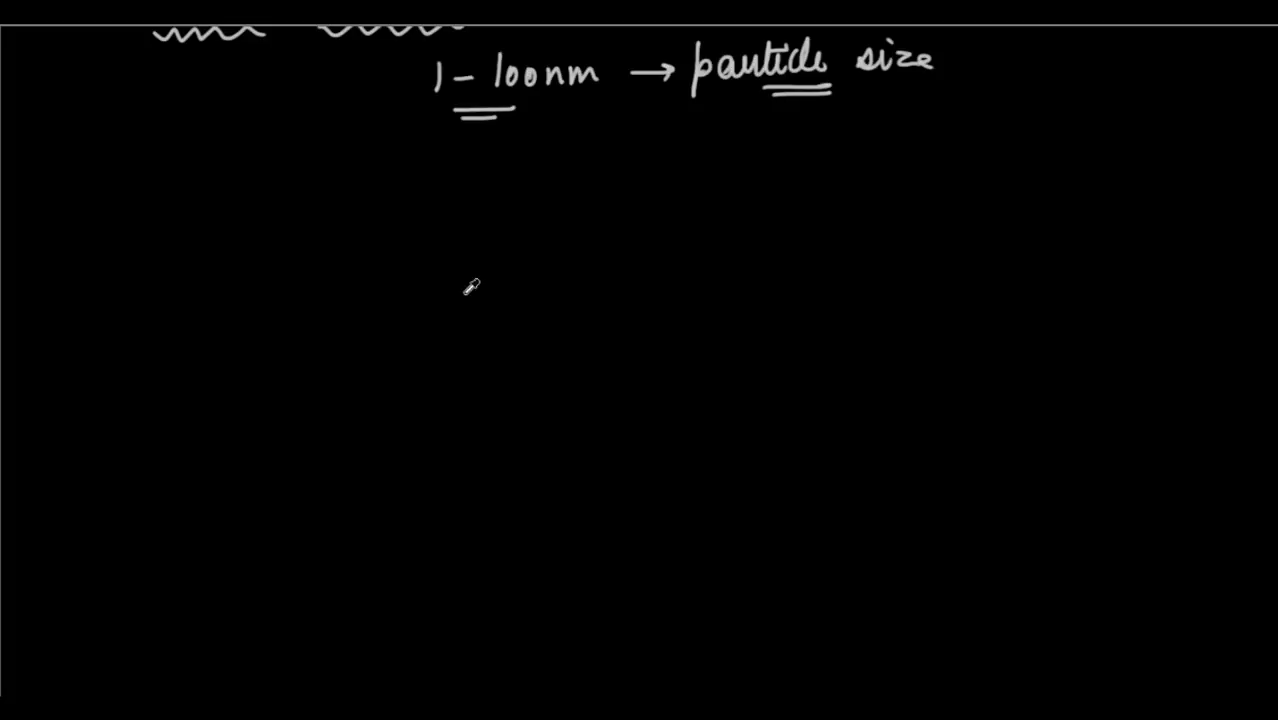 1 - 100nm → particle size